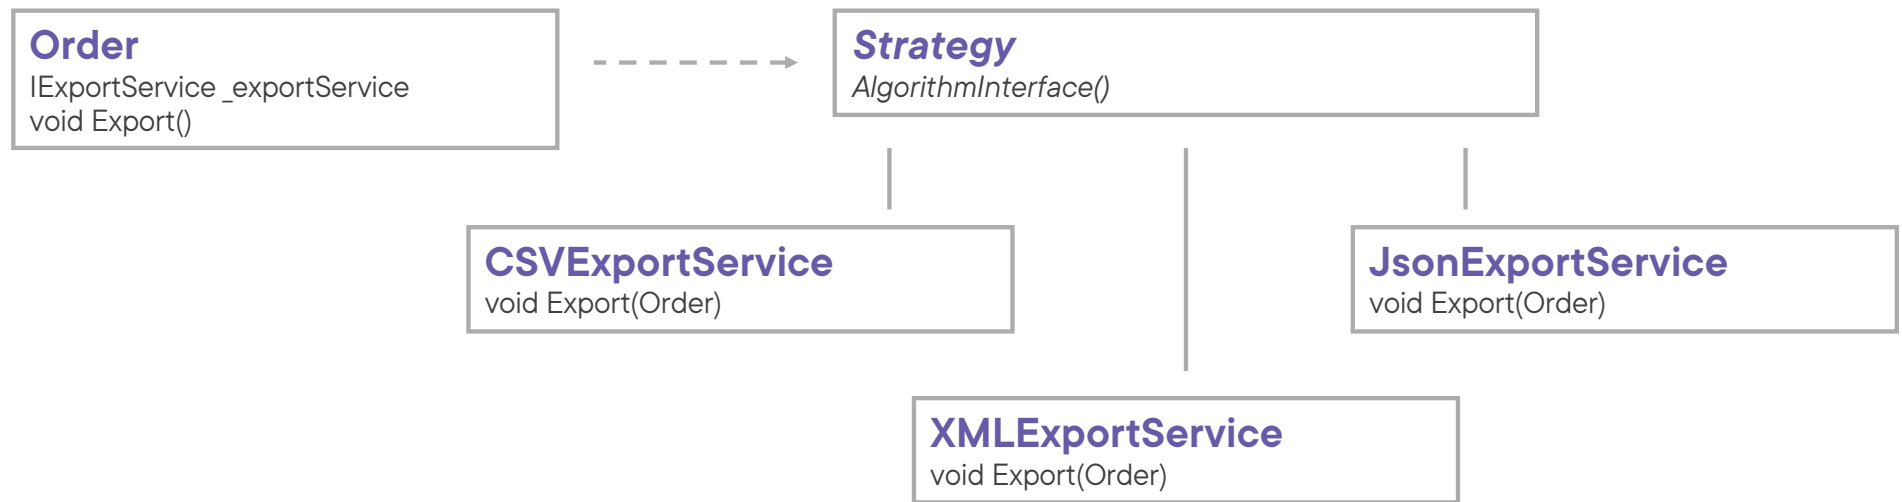 Order
IExportService _exportService
void Export()
Strategy
AlgorithmInterface()
CSVExportService
void Export(Order)
JsonExportService
void Export(Order)
XMLExportService
void Export(Order)